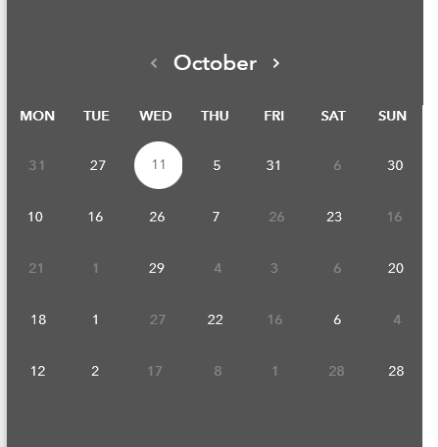 ‹ October ›
MON TUE WED THU FRI SAT SUN
31 27 11 5 31 6 30
10 16 26 7 26 23 16
21 1 29 4 3 6 20
18 1 27 22 16 6 4
12 2 17 8 1 28 28